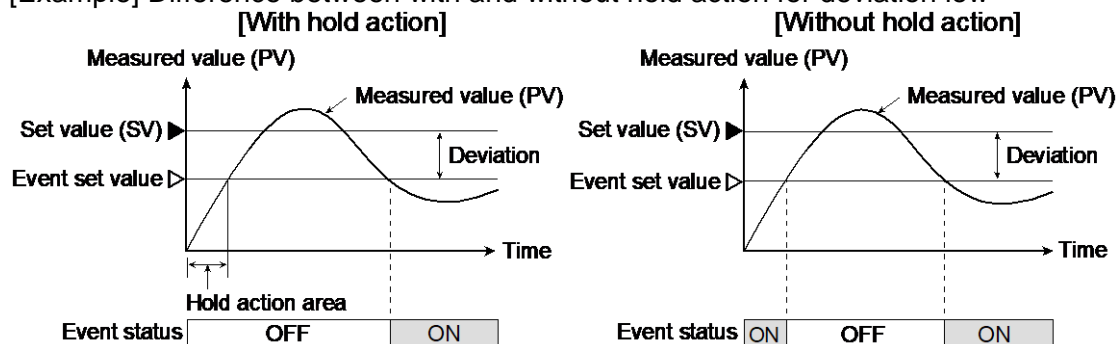 [Example] Difference between with and without hold action for deviation low
[With hold action]
Measured value (PV)
Measured value (PV)
Set value (SV)
Deviation
Event set value
Time
Hold action area
Event status OFF ON
[Without hold action]
Measured value (PV)
Measured value (PV)
Set value (SV)
Deviation
Event set value
Time
Event status ON OFF ON